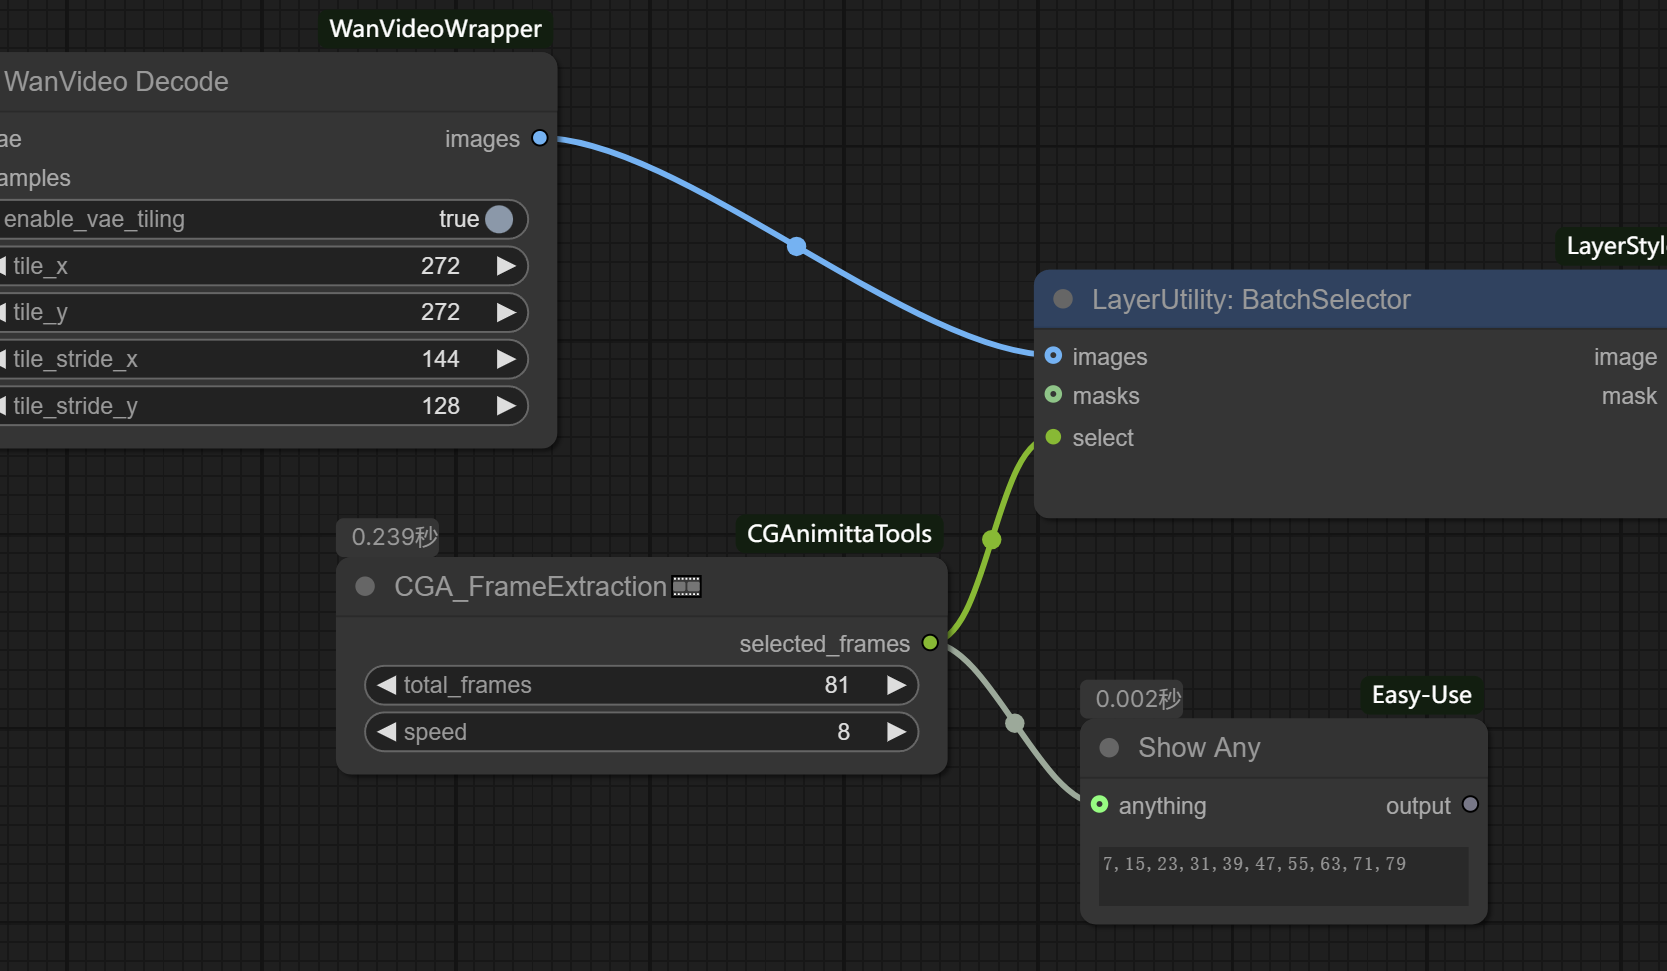 WanVideoWrapper
WanVideo Decode
ae
images
amples
enable_vae_tiling
true
tile_x
272
tile_y
272
tile_stride_x
144
tile_stride_y
128
LayerStyl
LayerUtility: BatchSelector
images
image
masks
mask
select
0.239秒
CGAnimittaTools
CGA_FrameExtraction
selected_frames
total_frames
81
speed
8
0.002秒
Easy-Use
Show Any
anything
output
7,15,23,31,39,47,55,63,71,79